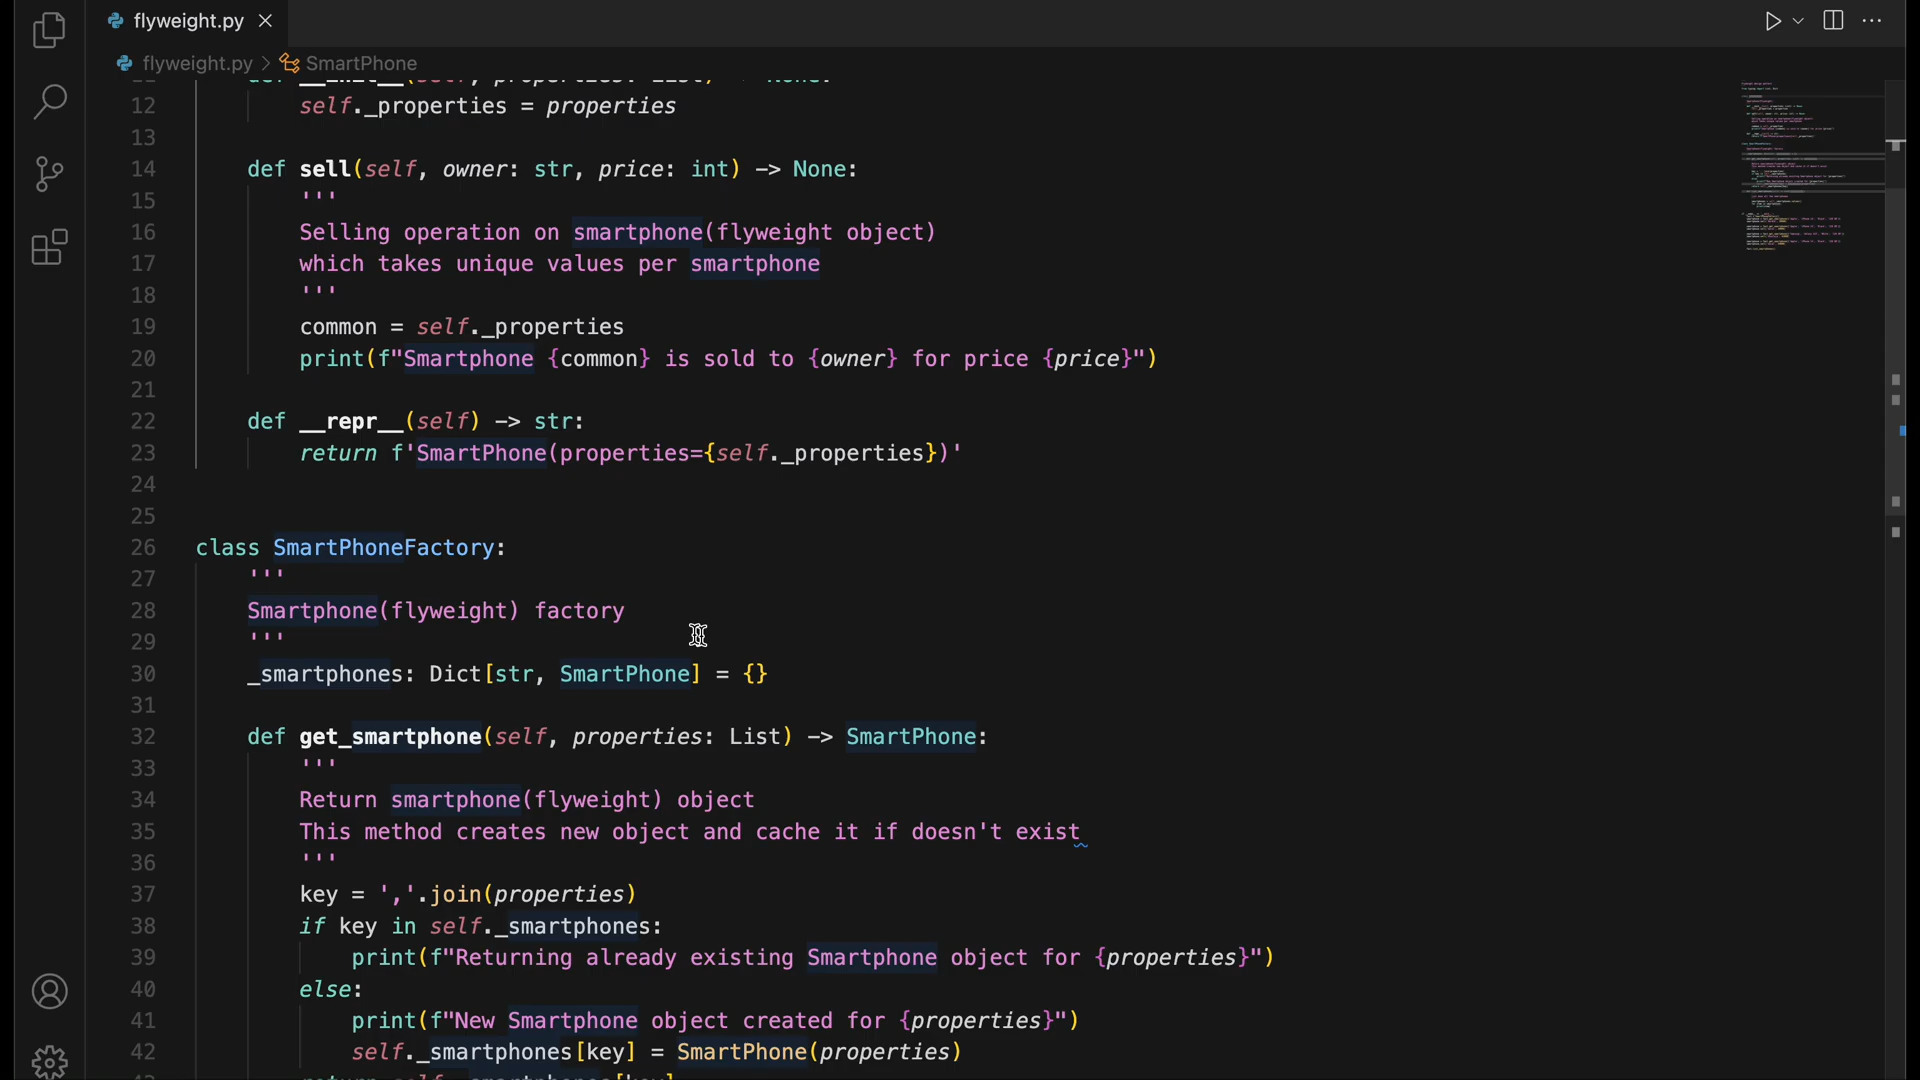 flyweight.py
flyweight.py > SmartPhone
def __init__(self, properties: List) -> None:
12 self._properties = properties
13
14 def sell(self, owner: str, price: int) -> None:
15 '''
16 Selling operation on smartphone(flyweight object)
17 which takes unique values per smartphone
18 '''
19 common = self._properties
20 print(f"Smartphone {common} is sold to {owner} for price {price}")
21
22 def __repr__(self) -> str:
23 return f'SmartPhone(properties={self._properties})'
24
25
26 class SmartPhoneFactory:
27 '''
28 Smartphone(flyweight) factory
29 '''
30 _smartphones: Dict[str, SmartPhone] = {}
31
32 def get_smartphone(self, properties: List) -> SmartPhone:
33 '''
34 Return smartphone(flyweight) object
35 This method creates new object and cache it if doesn't exist
36 '''
37 key = ','.join(properties)
38 if key in self._smartphones:
39 print(f"Returning already existing Smartphone object for {properties}")
40 else:
41 print(f"New Smartphone object created for {properties}")
42 self._smartphones[key] = SmartPhone(properties)